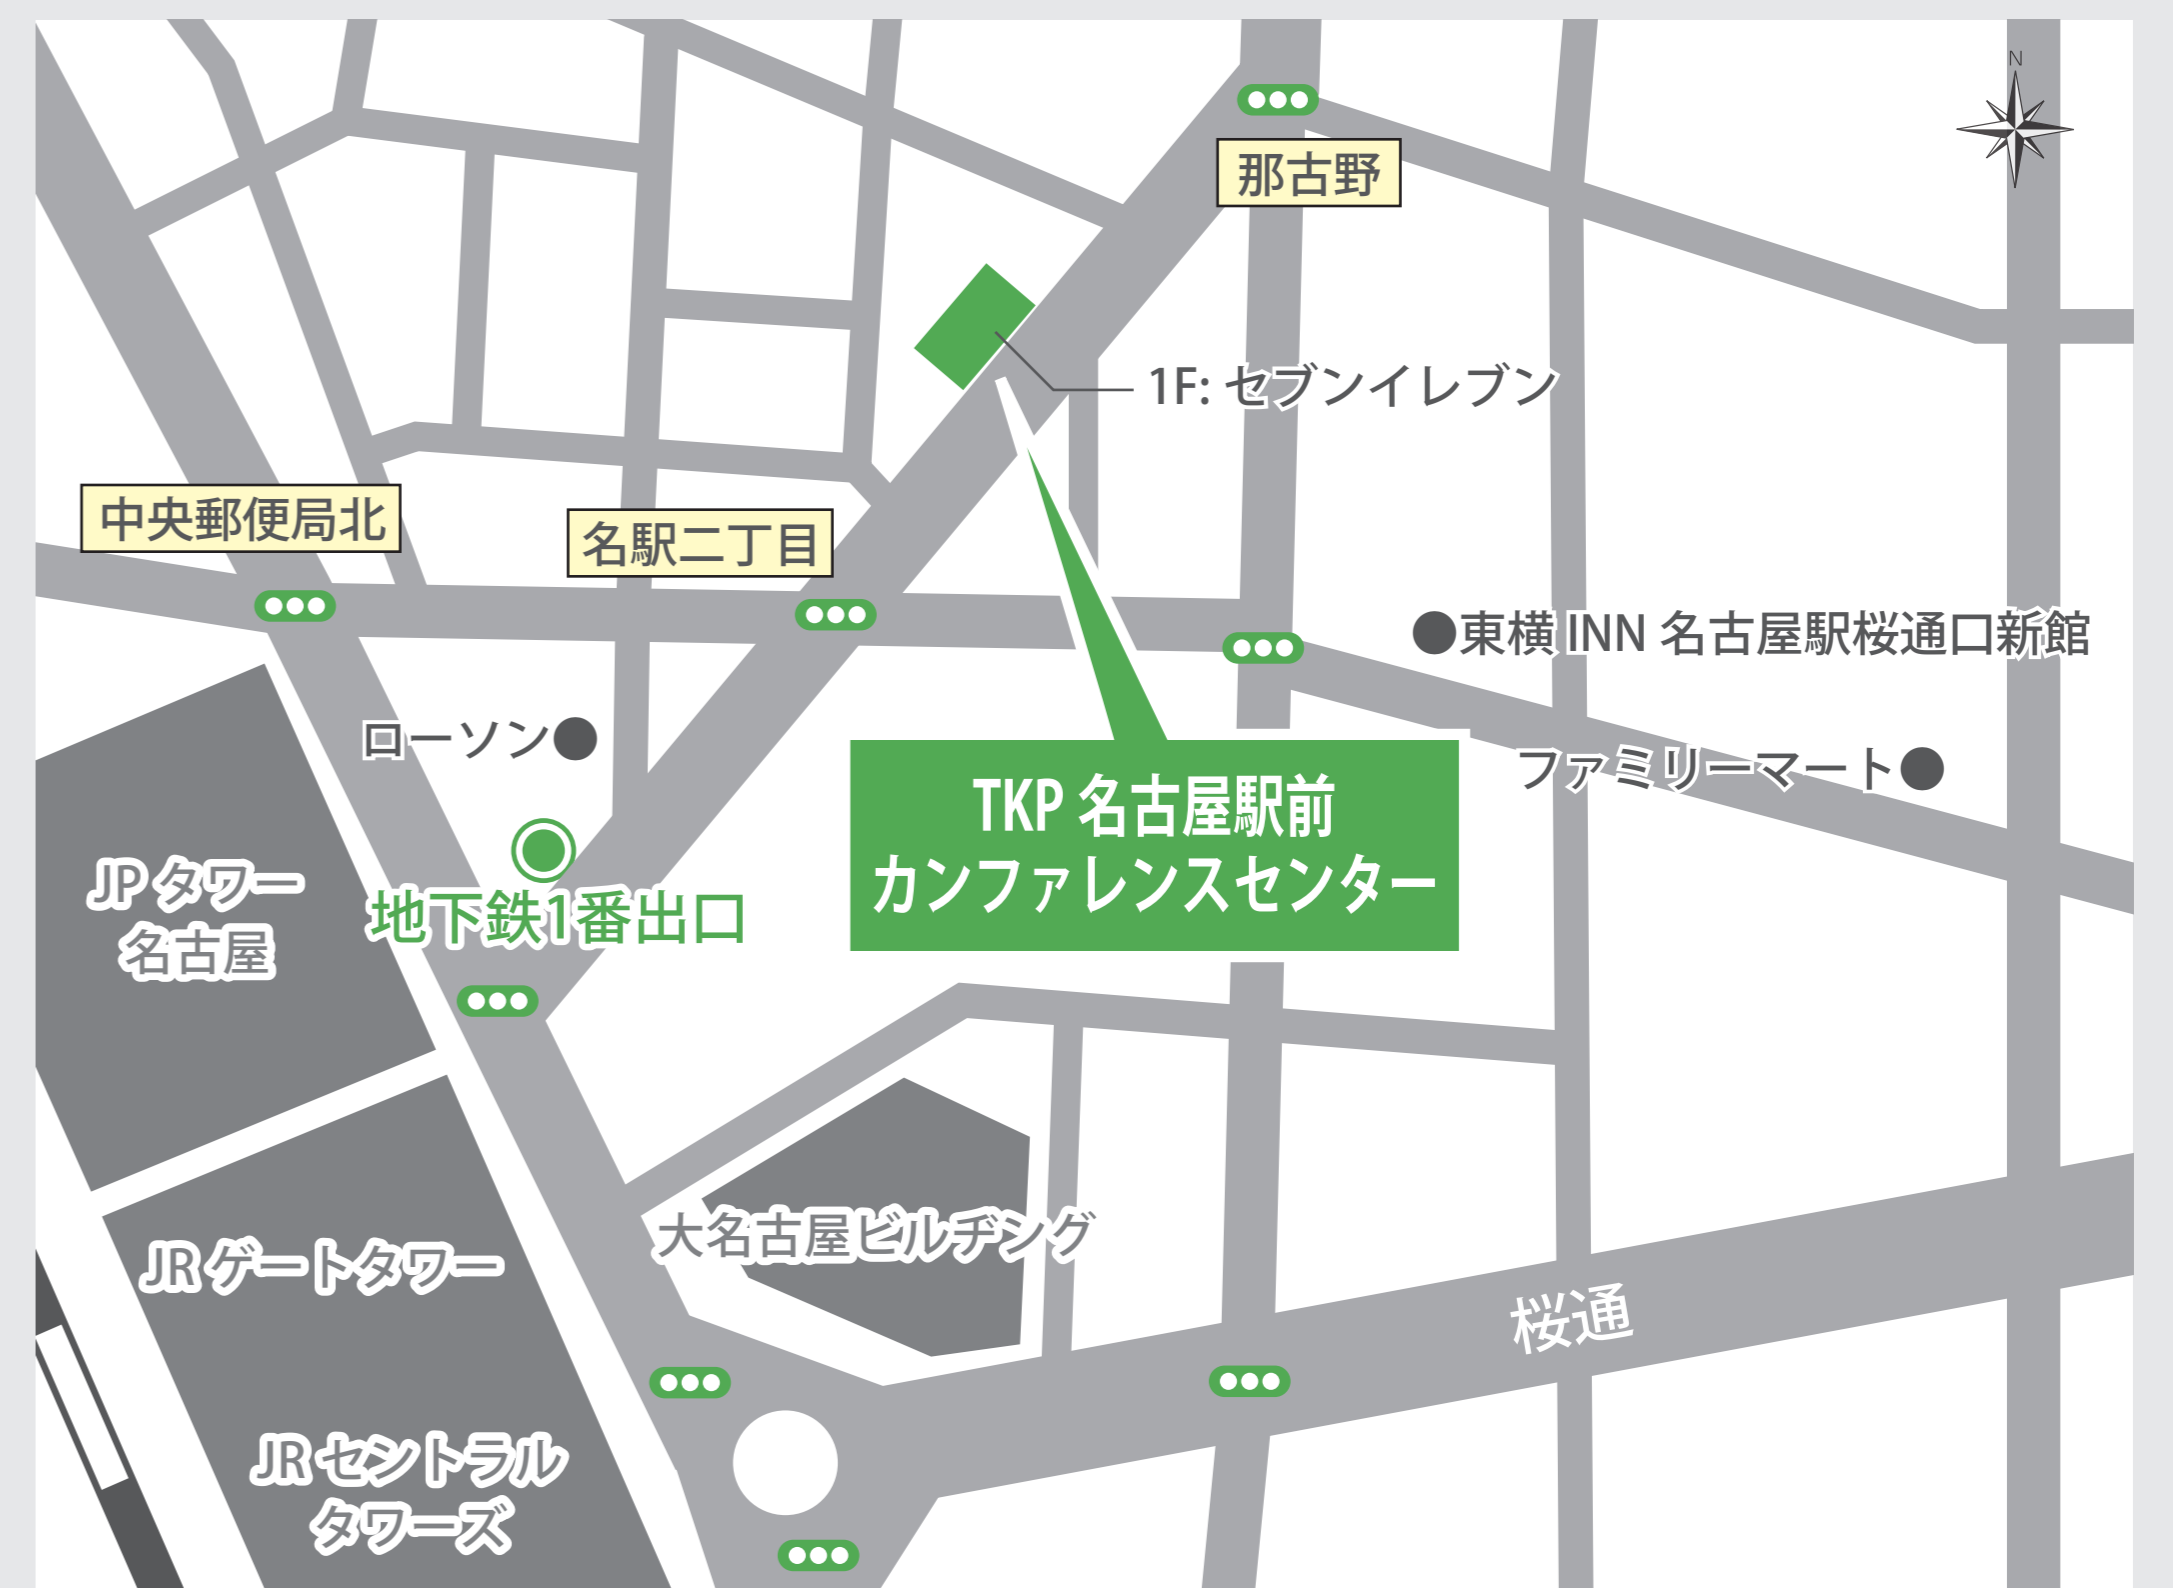 N
那古野
1F: セブンイレブン
中央郵便局北
名駅二丁目
東横 INN 名古屋駅桜通口新館
ローソン
ファミリーマート
TKP 名古屋駅前
カンファレンスセンター
JP タワー
名古屋
地下鉄1番出口
大名古屋ビルヂング
JR ゲートタワー
桜通
JR セントラル
タワーズ